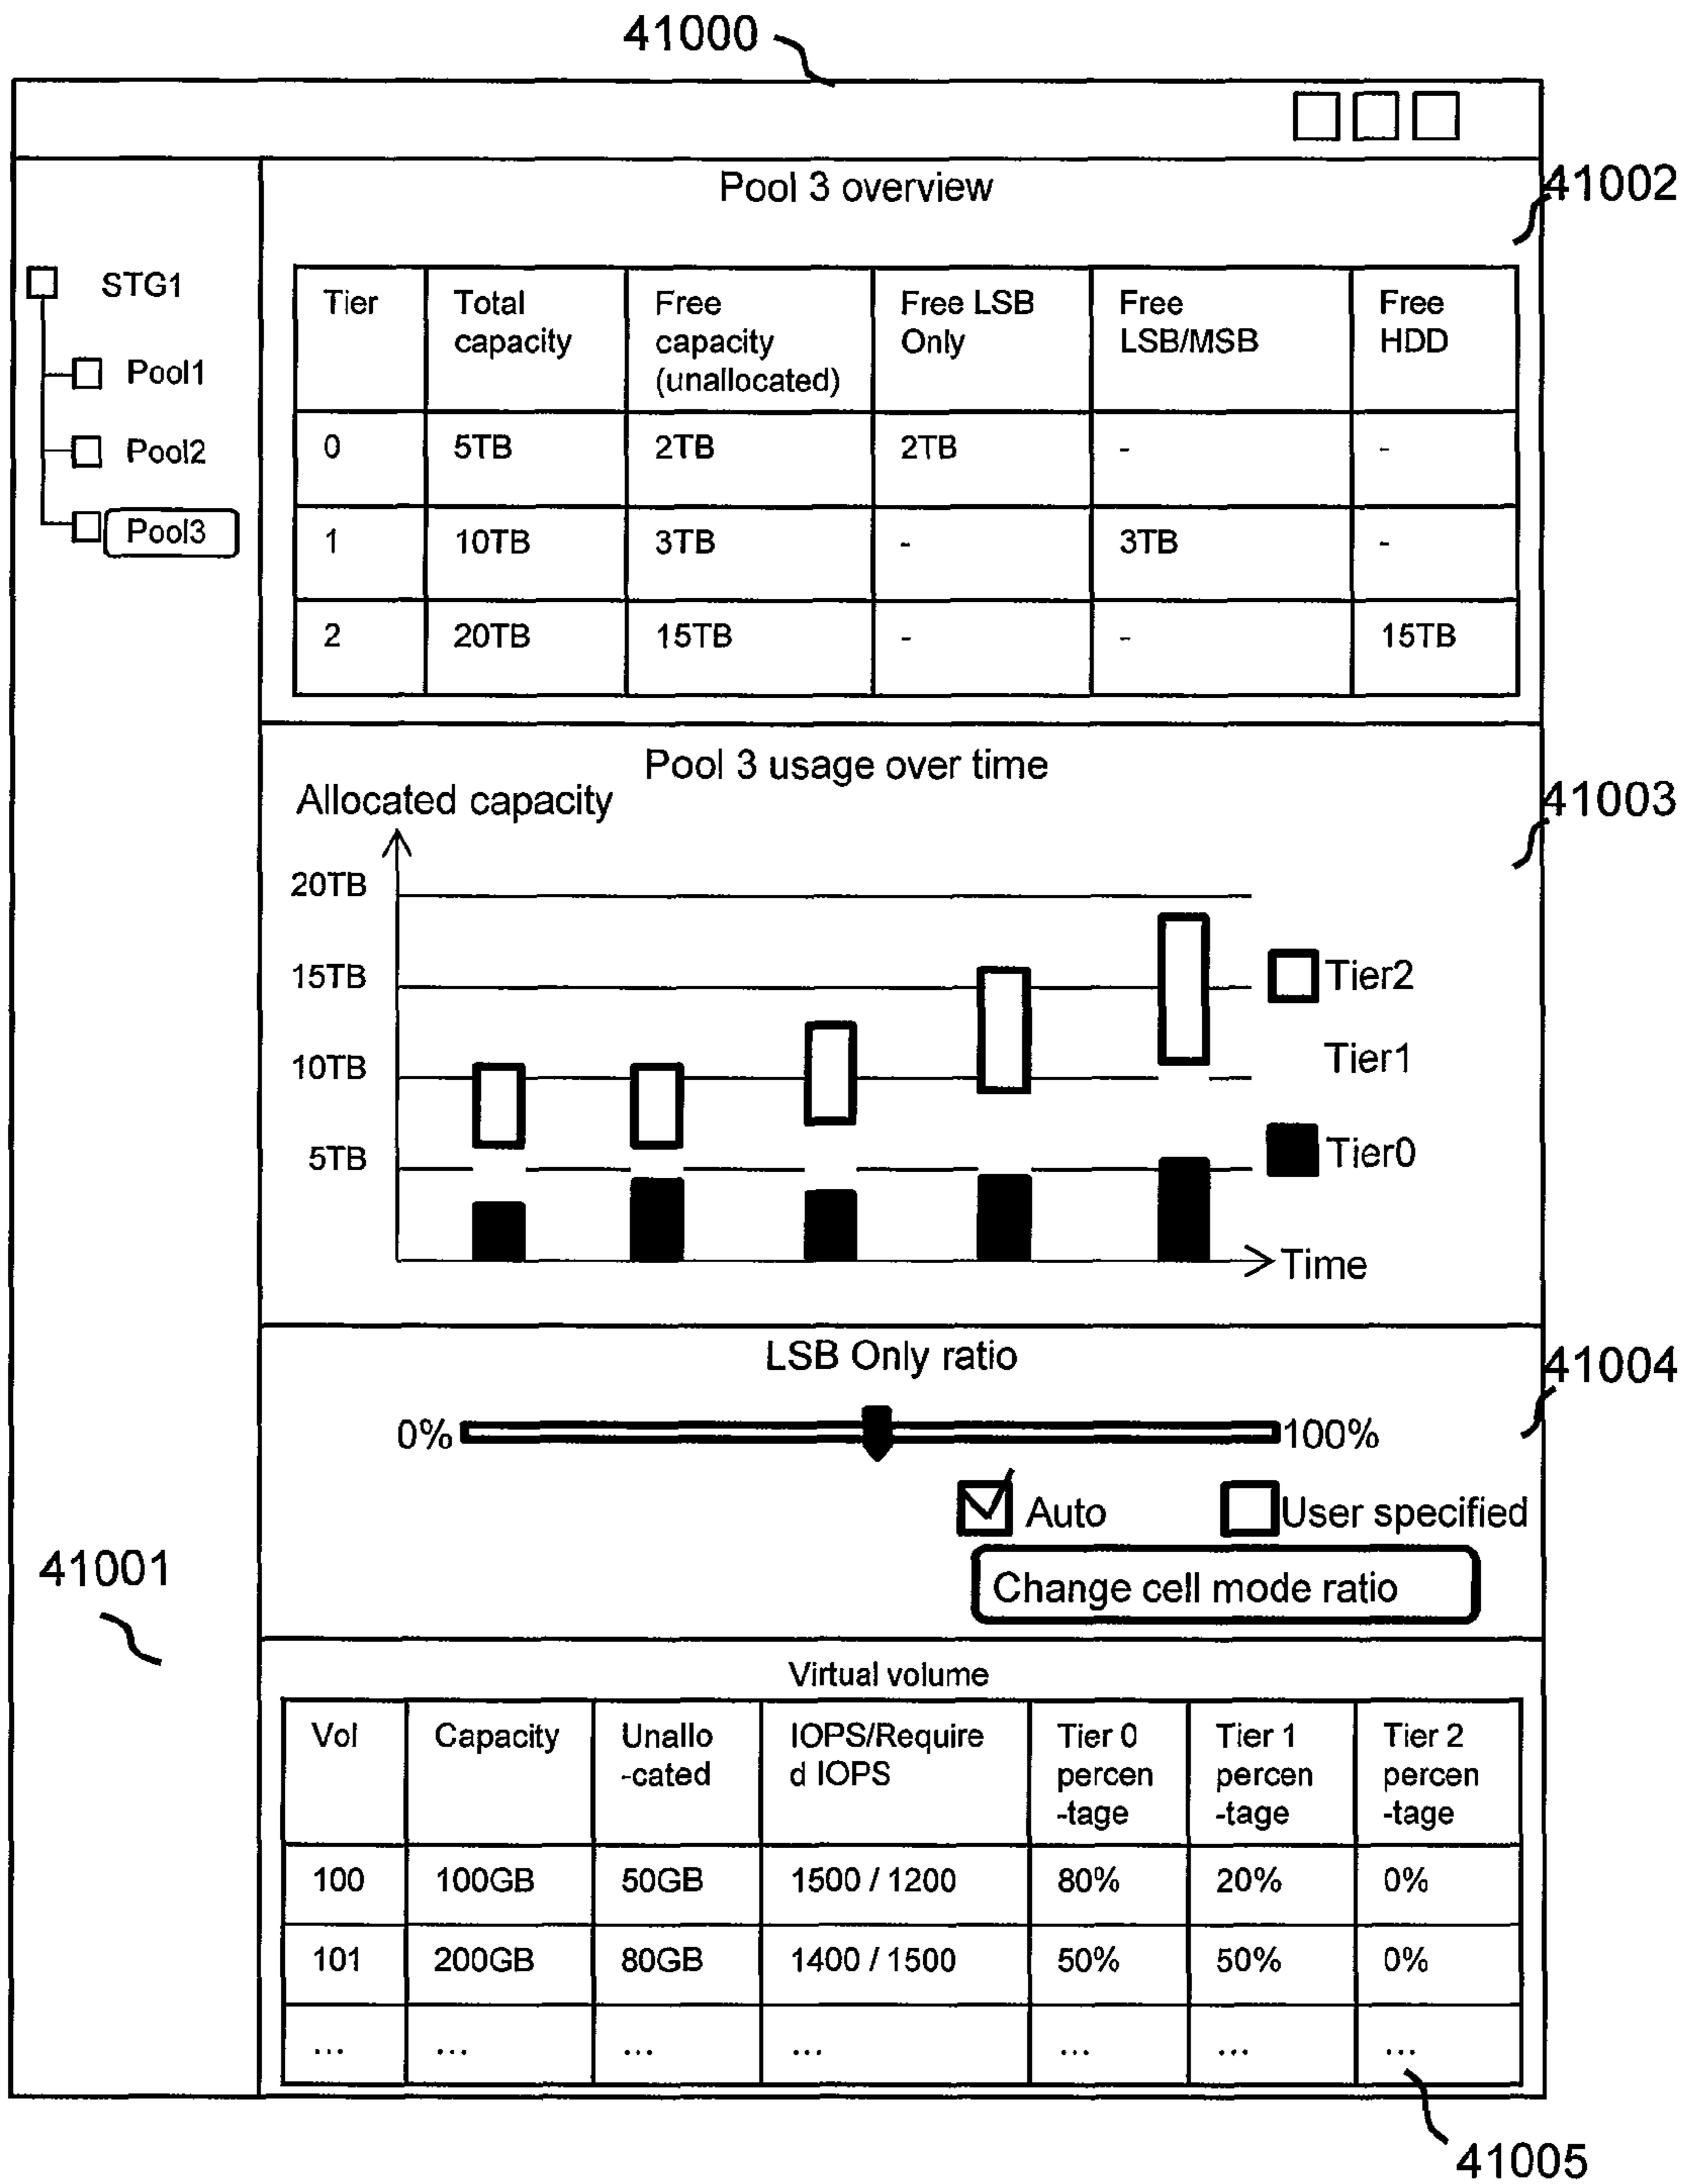 41000
Pool 3 overview
41002
STG1
Pool1
Pool2
Pool3
Tier Total capacity Free capacity (unallocated) Free LSB Only Free LSB/MSB Free HDD
0 5TB 2TB 2TB - -
1 10TB 3TB - 3TB -
2 20TB 15TB - - 15TB
Pool 3 usage over time
41003
Allocated capacity
20TB
15TB
10TB
5TB
Tier2
Tier1
Tier0
Time
LSB Only ratio
41004
0% 100%
Auto User specified
Change cell mode ratio
41001
Virtual volume
Vol Capacity Unallo -cated IOPS/Require d IOPS Tier 0 percen -tage Tier 1 percen -tage Tier 2 percen -tage
100 100GB 50GB 1500 / 1200 80% 20% 0%
101 200GB 80GB 1400 / 1500 50% 50% 0%
... ... ... ... ... ... ...
41005